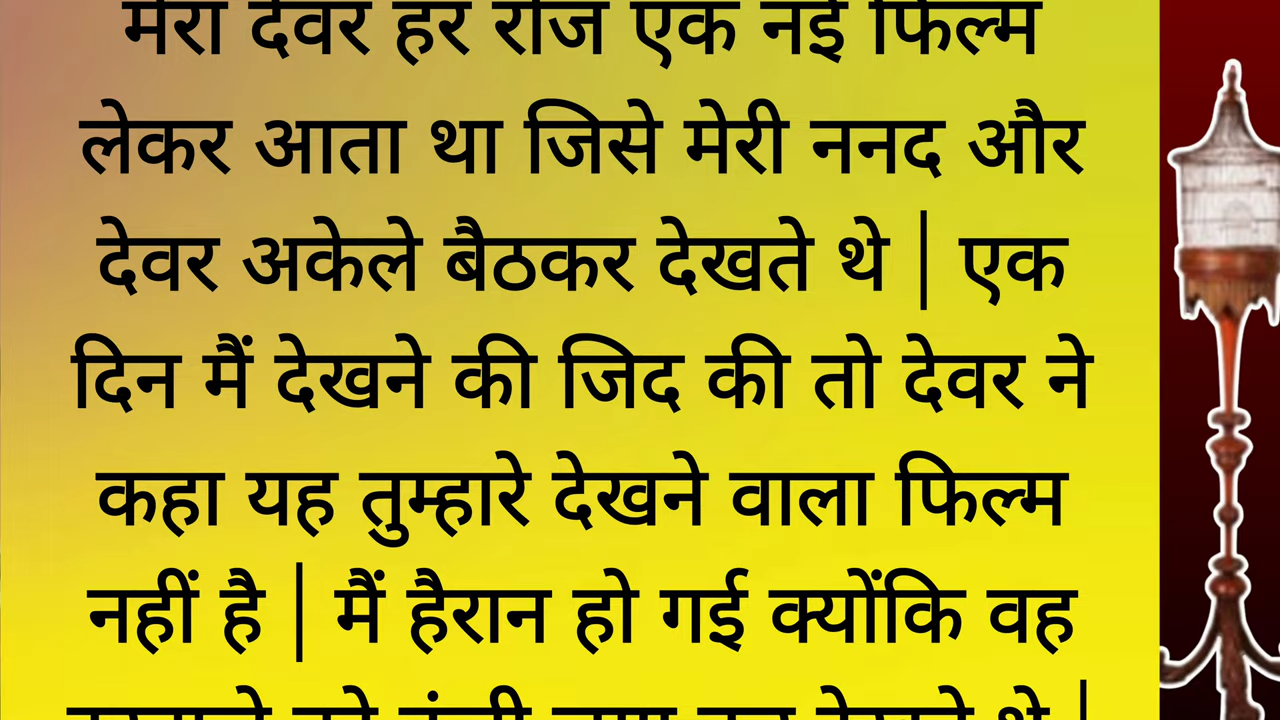 मेरा देवर हर रोज एक नई फिल्म
लेकर आता था जिसे मेरी ननद और
देवर अकेले बैठकर देखते थे | एक
दिन मैं देखने की जिद की तो देवर ने
कहा यह तुम्हारे देखने वाला फिल्म
नहीं है | मैं हैरान हो गई क्योंकि वह